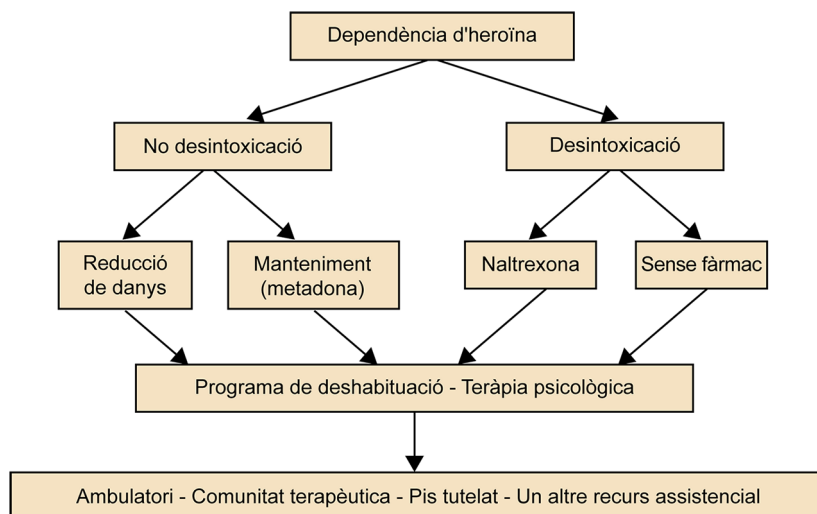 Dependència d'heroïna
No desintoxicació
Desintoxicació
Reducció
de danys
Manteniment
(metadona)
Naltrexona
Sense fàrmac
Programa de deshabituació - Teràpia psicològica
Ambulatori - Comunitat terapèutica - Pis tutelat - Un altre recurs assistencial